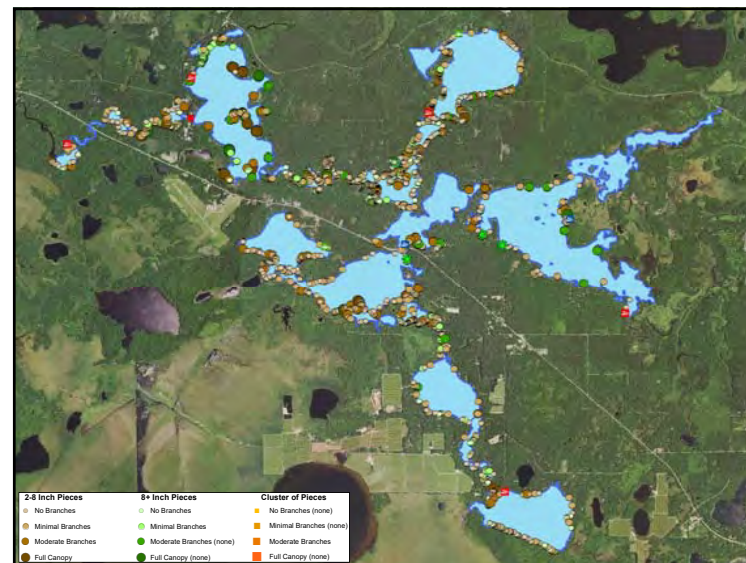 2-8 Inch Pieces
No Branches
Minimal Branches
Moderate Branches
Full Canopy
8+ Inch Pieces
No Branches
Minimal Branches
Moderate Branches (none)
Full Canopy (none)
Cluster of Pieces
No Branches (none)
Minimal Branches (none)
Moderate Branches
Full Canopy (none)